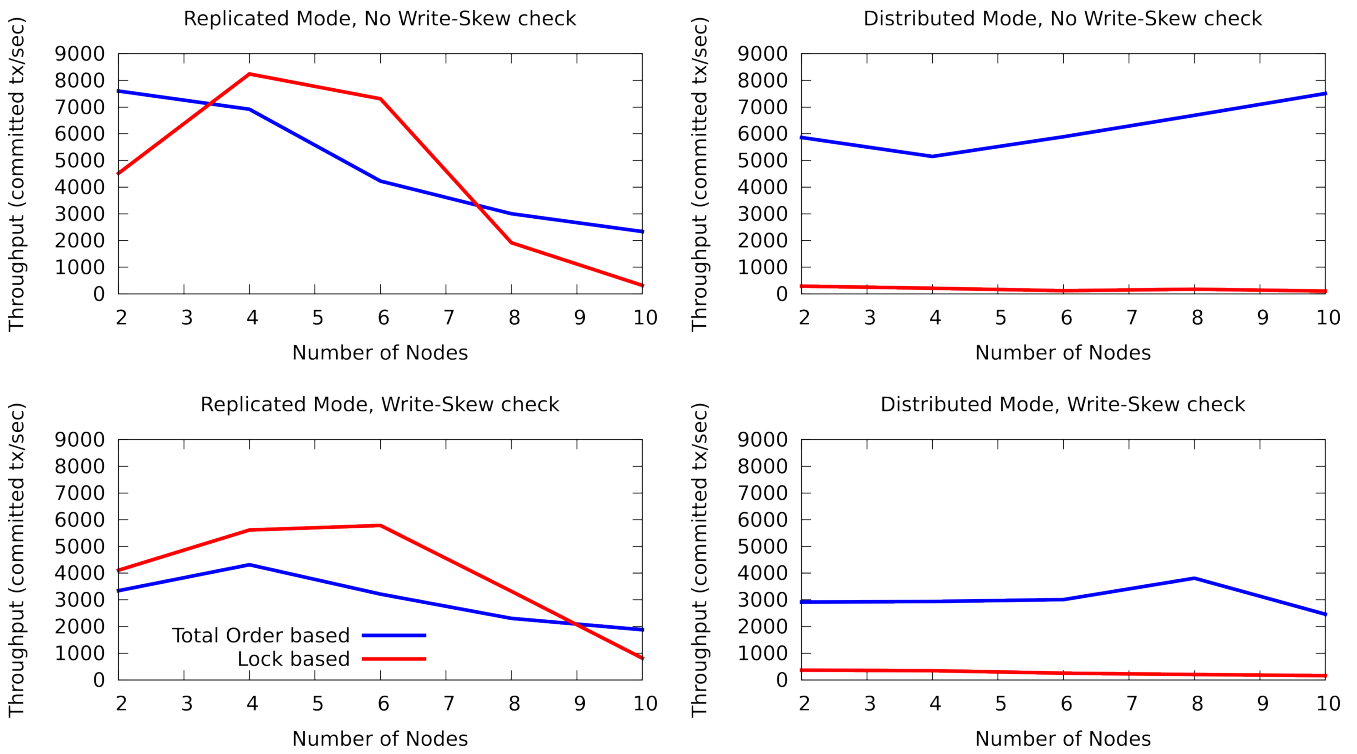 Replicated Mode, No Write-Skew check
Throughput (committed tx/sec)
9000
8000
7000
6000
5000
4000
3000
2000
1000
0
2 3 4 5 6 7 8 9 10
Number of Nodes
Distributed Mode, No Write-Skew check
Throughput (committed tx/sec)
9000
8000
7000
6000
5000
4000
3000
2000
1000
0
2 3 4 5 6 7 8 9 10
Number of Nodes
Replicated Mode, Write-Skew check
Throughput (committed tx/sec)
9000
8000
7000
6000
5000
4000
3000
2000
1000
0
Total Order based
Lock based
2 3 4 5 6 7 8 9 10
Number of Nodes
Distributed Mode, Write-Skew check
Throughput (committed tx/sec)
9000
8000
7000
6000
5000
4000
3000
2000
1000
0
2 3 4 5 6 7 8 9 10
Number of Nodes